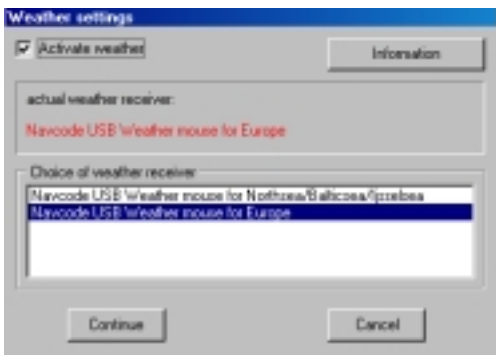 Weather settings
Activate weather
Information
actual weather receiver:
Navcode USB Weather mouse for Europe
Choice of weather receiver
Navcode USB Weather mouse for Northsea/Balticsea/Ijsselsea
Navcode USB Weather mouse for Europe
Continue
Cancel